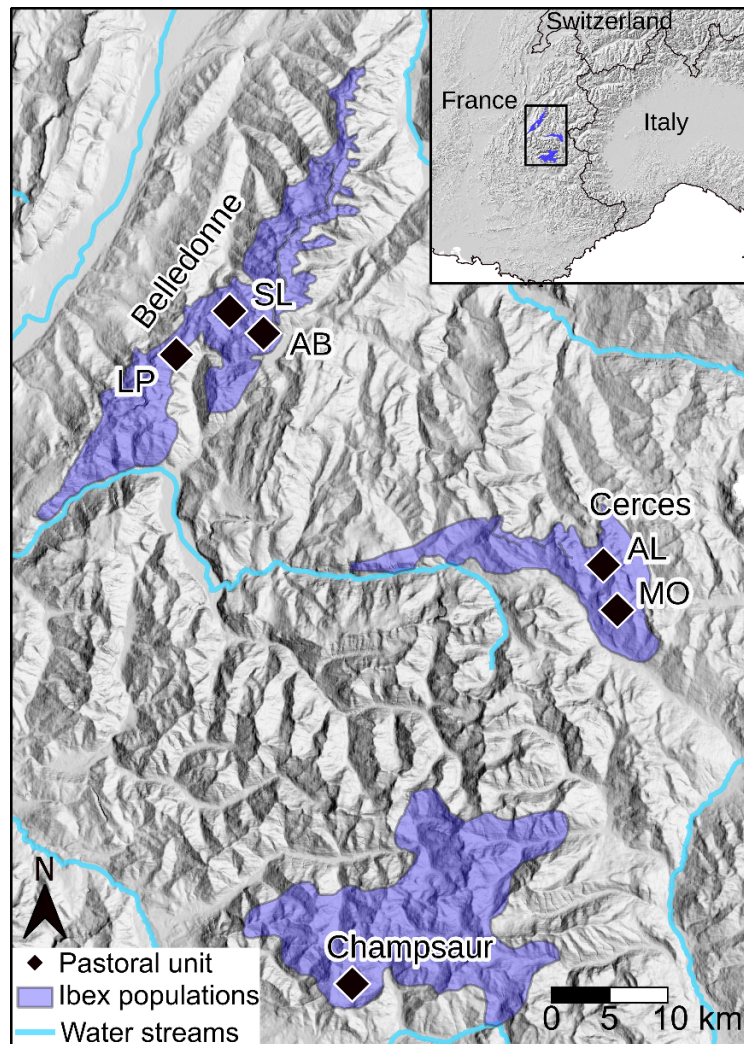 Switzerland
France
Italy
Belledonne
SL
AB
LP
Cerces
AL
MO
N
Champsaur
Pastoral unit
Ibex populations
Water streams
0 5 10 km